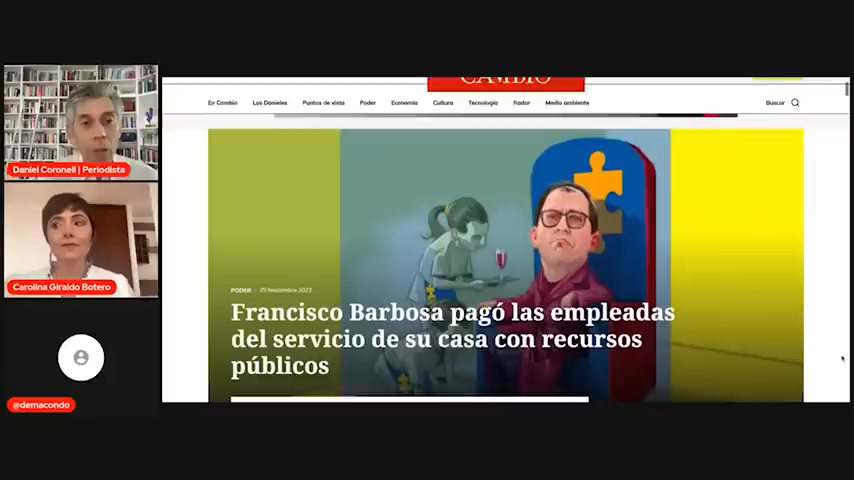 CAMBIO
En Cambio Los Danieles Puntos de vista Poder Economía Cultura Tecnología Radar Medio ambiente Buscar
Daniel Coronell | Periodista
Carolina Giraldo Botero
@demacondo
PODER - 25 Noviembre 2023
Francisco Barbosa pagó las empleadas
del servicio de su casa con recursos
públicos